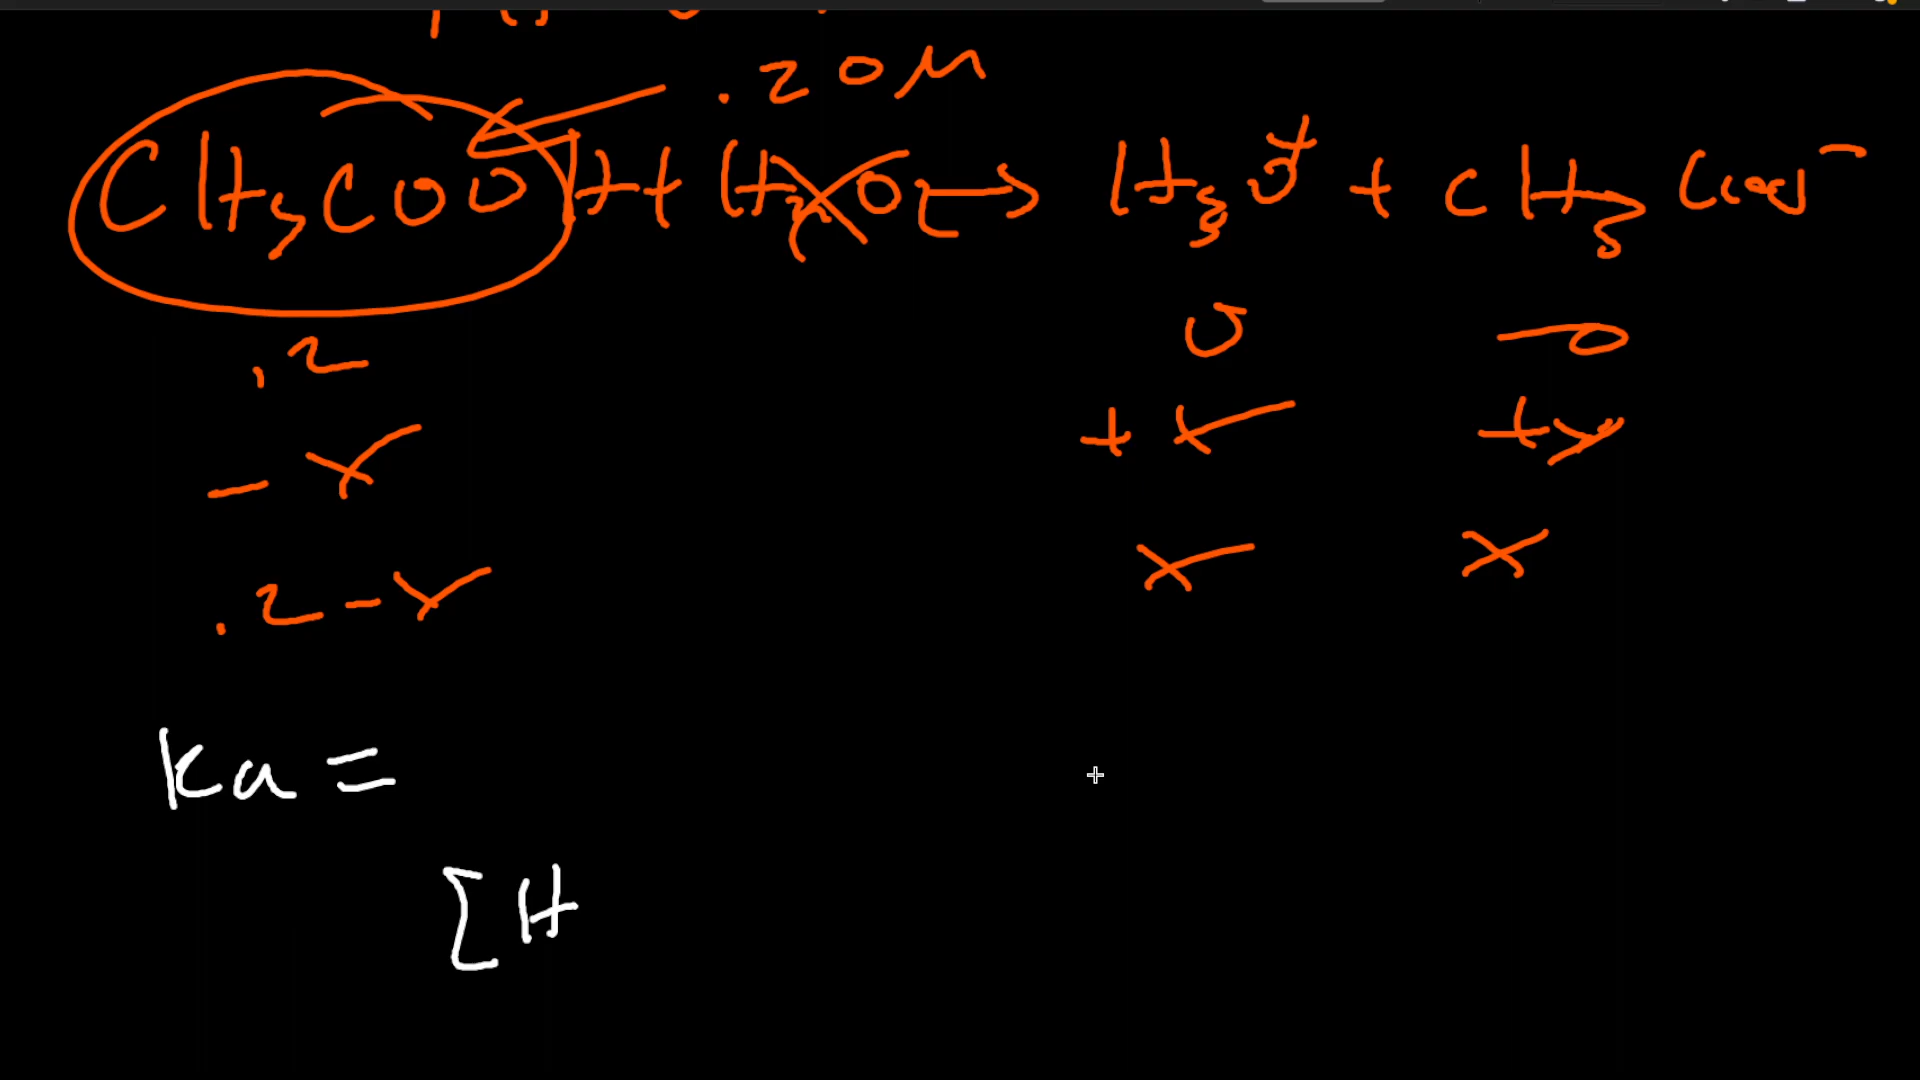 .20M
CH3COOH + H2O ⇌ H3O+ + CH3COO-
.2 0 0
-x +x +x
.2-x x x
ka =
[H